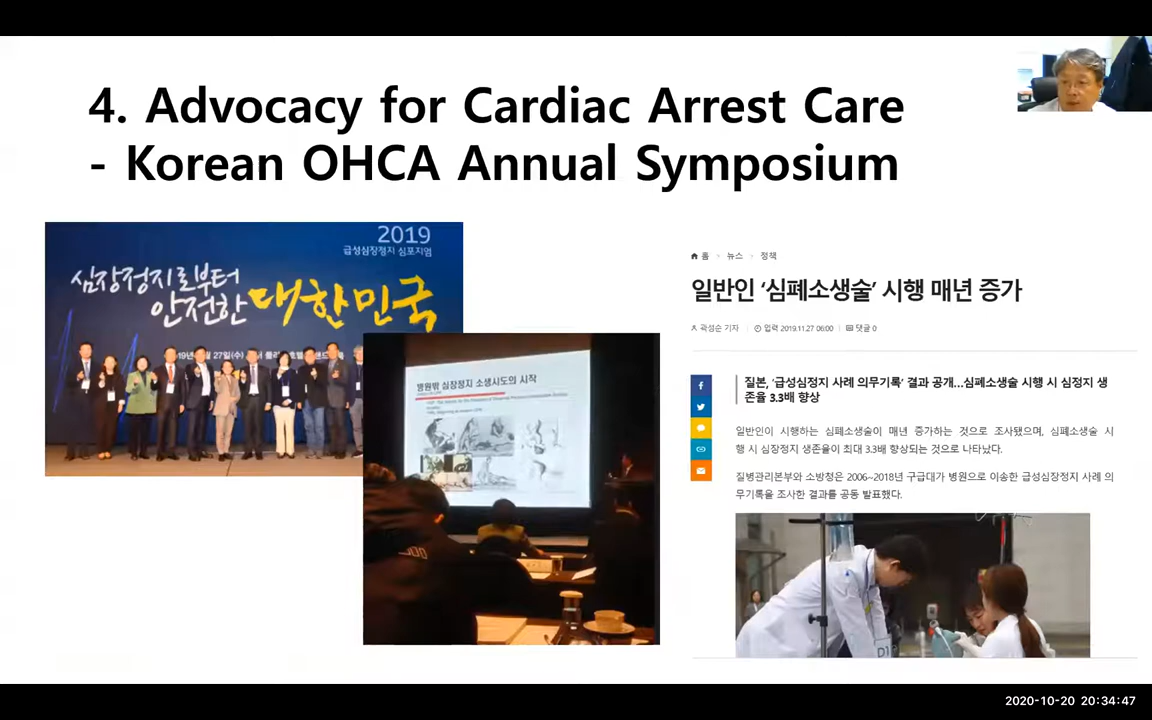 4. Advocacy for Cardiac Arrest Care
- Korean OHCA Annual Symposium
2019
급성심장정지 심포지엄
심장정지로부터
안전한 대한민국
병원밖 심장정지 소생시도의 시작
홈 > 뉴스 > 정책
일반인 ‘심폐소생술’ 시행 매년 증가
곽성순 기자 | 입력 2019.11.27 06:00 | 댓글 0
질본, ‘급성심정지 사례 의무기록’ 결과 공개…심폐소생술 시행 시 심정지 생
존율 3.3배 향상
일반인이 시행하는 심폐소생술이 매년 증가하는 것으로 조사됐으며, 심폐소생술 시
행 시 심장정지 생존율이 최대 3.3배 향상되는 것으로 나타났다.
질병관리본부와 소방청은 2006~2018년 구급대가 병원으로 이송한 급성심장정지 사례 의
무기록을 조사한 결과를 공동 발표했다.
2020-10-20 20:34:47